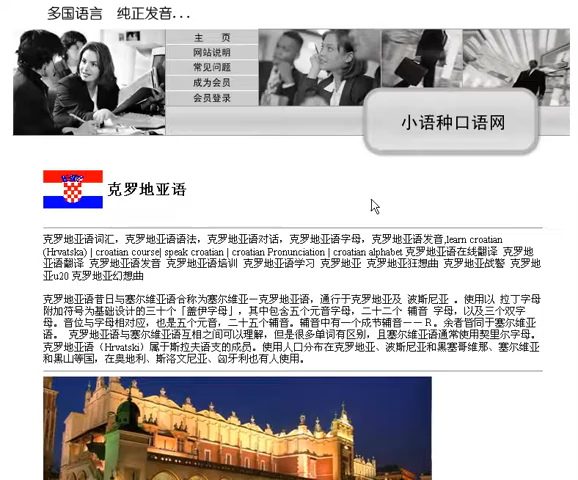 多国语言 纯正发音...
主 页
网站说明
常见问题
成为会员
会员登录
小语种口语网
克罗地亚语
克罗地亚语词汇，克罗地亚语语法，克罗地亚语对话，克罗地亚语字母，克罗地亚语发音,learn croatian
(Hrvatska) | croatian course| speak croatian | croatian Pronunciation | croatian alphabet 克罗地亚语在线翻译 克罗地
亚语翻译 克罗地亚语发音 克罗地亚语培训 克罗地亚语学习 克罗地亚 克罗地亚狂想曲 克罗地亚战警 克罗地
亚u20 克罗地亚幻想曲
克罗地亚语昔日与塞尔维亚语合称为塞尔维亚－克罗地亚语，通行于克罗地亚及 波斯尼亚 。使用以 拉丁字母
附加符号为基础设计的三十个「盖伊字母」，其中包含五个元音字母，二十二个 辅音 字母，以及三个双字
母。音位与字母相对应，也是五个元音，二十五个辅音。辅音中有一个成节辅音－－R。余者皆同于塞尔维亚
语。 克罗地亚语与塞尔维亚语互相之间可以理解，但是很多单词有区别，且塞尔维亚语通常使用契里尔字母。
克罗地亚语（Hrvatski）属于斯拉夫语支的成员。使用人口分布在克罗地亚、波斯尼亚和黑塞哥维那、塞尔维亚
和黑山等国，在奥地利、斯洛文尼亚、匈牙利也有人使用。